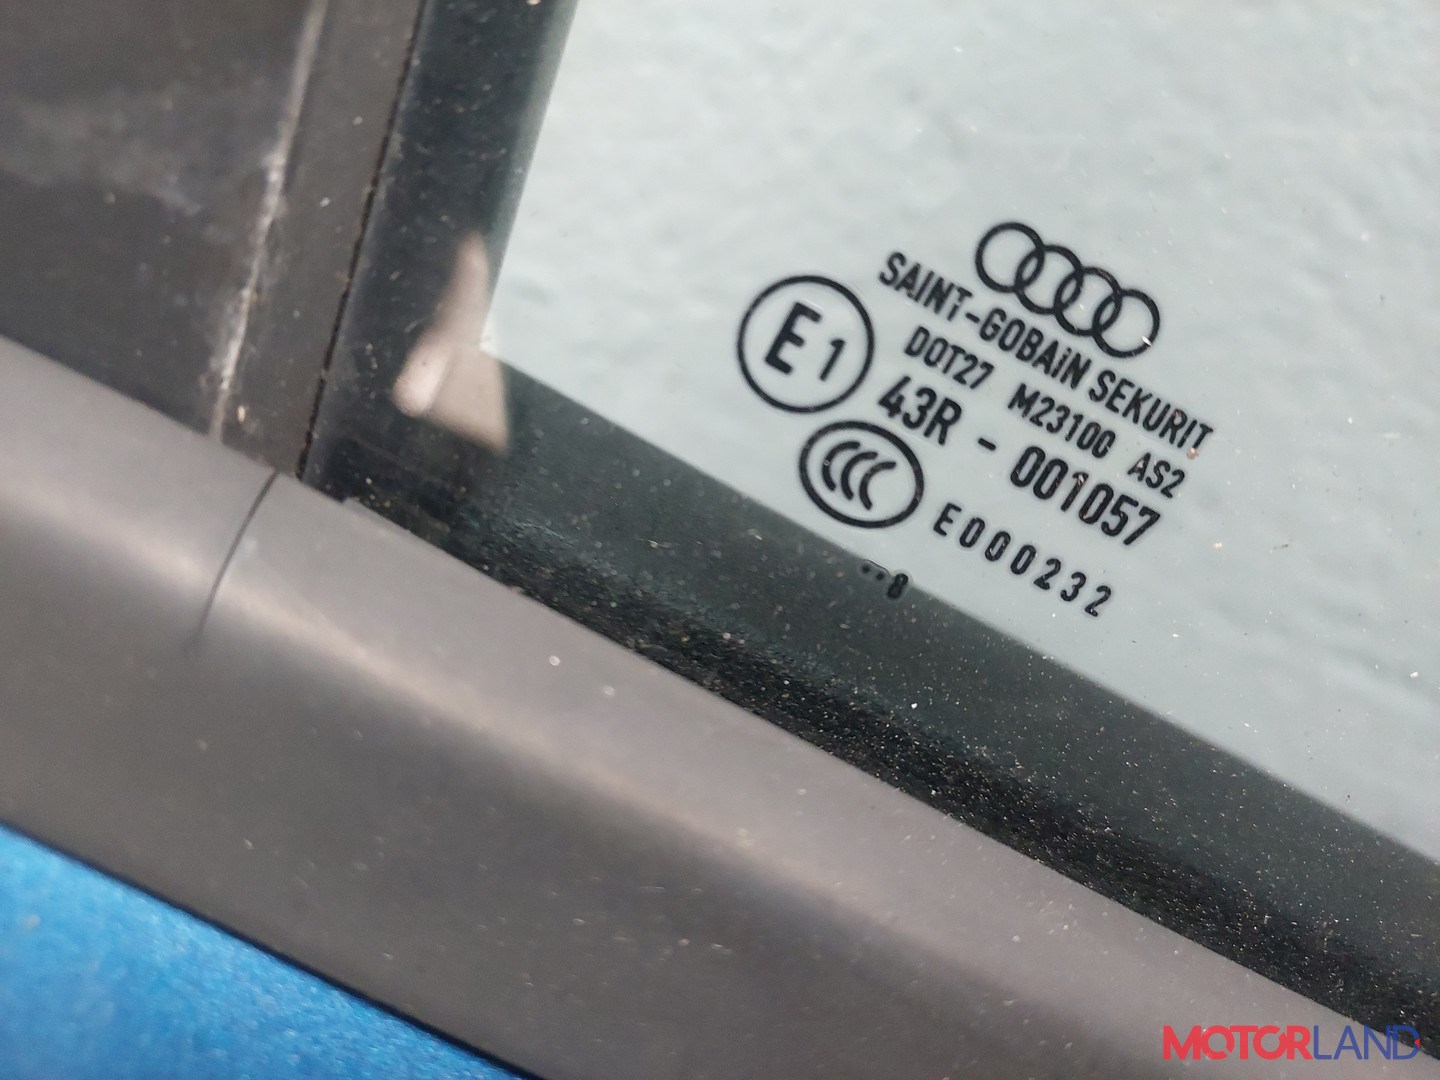 SAINT-GOBAiN SEKURIT
DOT27 M23100 AS2
E1
43R - 001057
CCC
E000232
..8
MOTORLAND